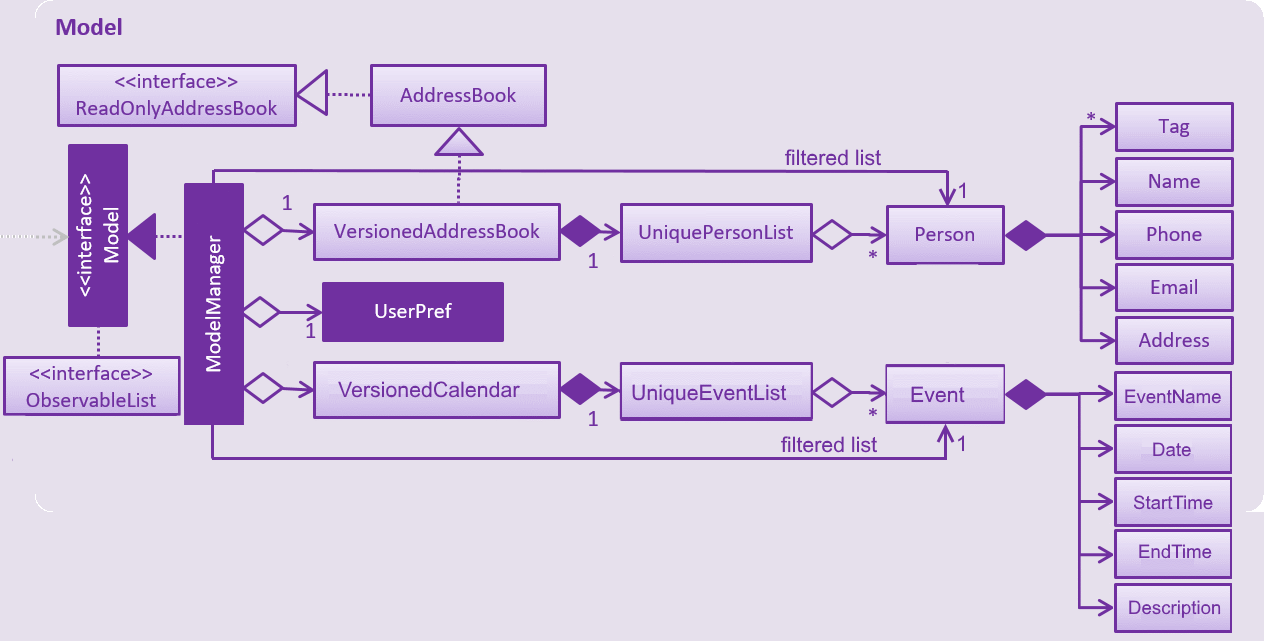 Model
<<interface>>
ReadOnlyAddressBook
AddressBook
<<interface>>
Model
ModelManager
filtered list
1
1
VersionedAddressBook
1
UniquePersonList
*
Person
*
Tag
Name
Phone
Email
Address
1
UserPref
<<interface>>
ObservableList
VersionedCalendar
1
UniqueEventList
*
Event
filtered list
1
EventName
Date
StartTime
EndTime
Description